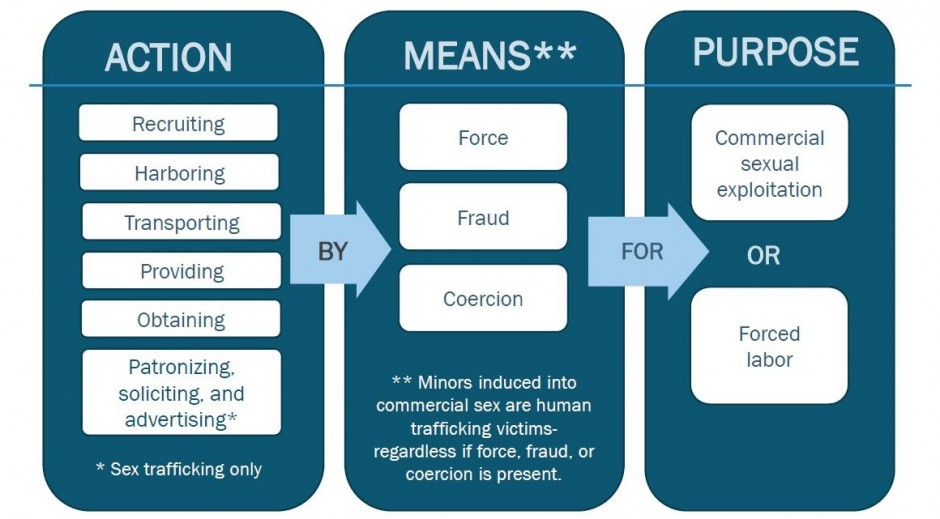 ACTION
Recruiting
Harboring
Transporting
Providing
Obtaining
Patronizing,
soliciting, and
advertising*
* Sex trafficking only
BY
MEANS**
Force
Fraud
Coercion
** Minors induced into
commercial sex are human
trafficking victims-
regardless if force, fraud, or
coercion is present.
FOR
PURPOSE
Commercial
sexual
exploitation
OR
Forced
labor